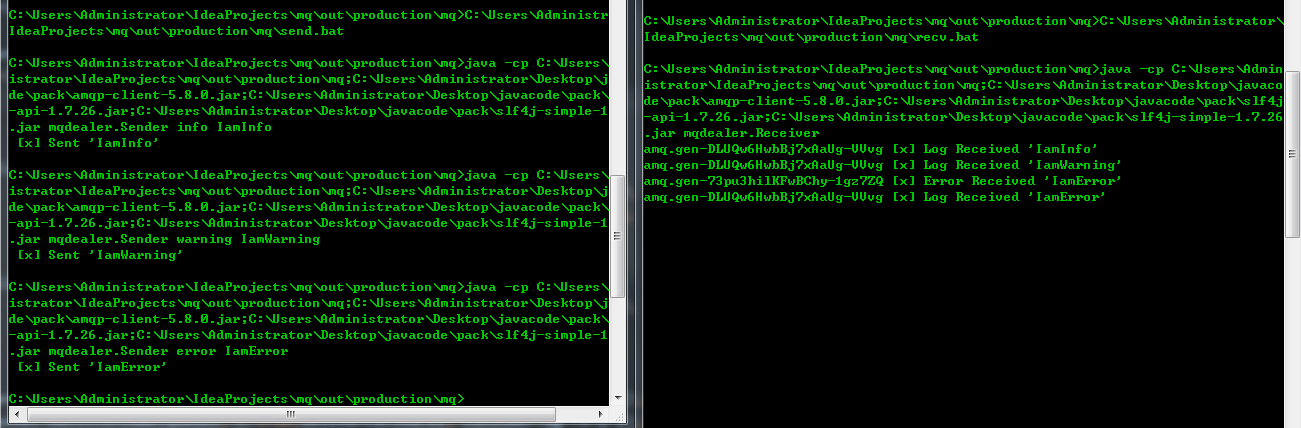 C:\Users\Administrator\IdeaProjects\mq\out\production\mq>C:\Users\Administr
IdeaProjects\mq\out\production\mq\send.bat
C:\Users\Administrator\IdeaProjects\mq\out\production\mq>java -cp C:\Users\
istrator\IdeaProjects\mq\out\production\mq;C:\Users\Administrator\Desktop\j
de\pack\amqp-client-5.8.0.jar;C:\Users\Administrator\Desktop\javacode\pack\
-api-1.7.26.jar;C:\Users\Administrator\Desktop\javacode\pack\slf4j-simple-1
.jar mqdealer.Sender info IamInfo
[x] Sent 'IamInfo'
C:\Users\Administrator\IdeaProjects\mq\out\production\mq>java -cp C:\Users\
istrator\IdeaProjects\mq\out\production\mq;C:\Users\Administrator\Desktop\j
de\pack\amqp-client-5.8.0.jar;C:\Users\Administrator\Desktop\javacode\pack\
-api-1.7.26.jar;C:\Users\Administrator\Desktop\javacode\pack\slf4j-simple-1
.jar mqdealer.Sender warning IamWarning
[x] Sent 'IamWarning'
C:\Users\Administrator\IdeaProjects\mq\out\production\mq>java -cp C:\Users\
istrator\IdeaProjects\mq\out\production\mq;C:\Users\Administrator\Desktop\j
de\pack\amqp-client-5.8.0.jar;C:\Users\Administrator\Desktop\javacode\pack\
-api-1.7.26.jar;C:\Users\Administrator\Desktop\javacode\pack\slf4j-simple-1
.jar mqdealer.Sender error IamError
[x] Sent 'IamError'
C:\Users\Administrator\IdeaProjects\mq\out\production\mq>
C:\Users\Administrator\IdeaProjects\mq\out\production\mq>C:\Users\Administrator\
IdeaProjects\mq\out\production\mq\recv.bat
C:\Users\Administrator\IdeaProjects\mq\out\production\mq>java -cp C:\Users\Admin
istrator\IdeaProjects\mq\out\production\mq;C:\Users\Administrator\Desktop\javaco
de\pack\amqp-client-5.8.0.jar;C:\Users\Administrator\Desktop\javacode\pack\slf4j
-api-1.7.26.jar;C:\Users\Administrator\Desktop\javacode\pack\slf4j-simple-1.7.26
.jar mqdealer.Receiver
amq.gen-DLUQw6HwbBj7xAaUg-VVvg [x] Log Received 'IamInfo'
amq.gen-DLUQw6HwbBj7xAaUg-VVvg [x] Log Received 'IamWarning'
amq.gen-73pu3hilKFwBChy-1gz7ZQ [x] Error Received 'IamError'
amq.gen-DLUQw6HwbBj7xAaUg-VVvg [x] Log Received 'IamError'